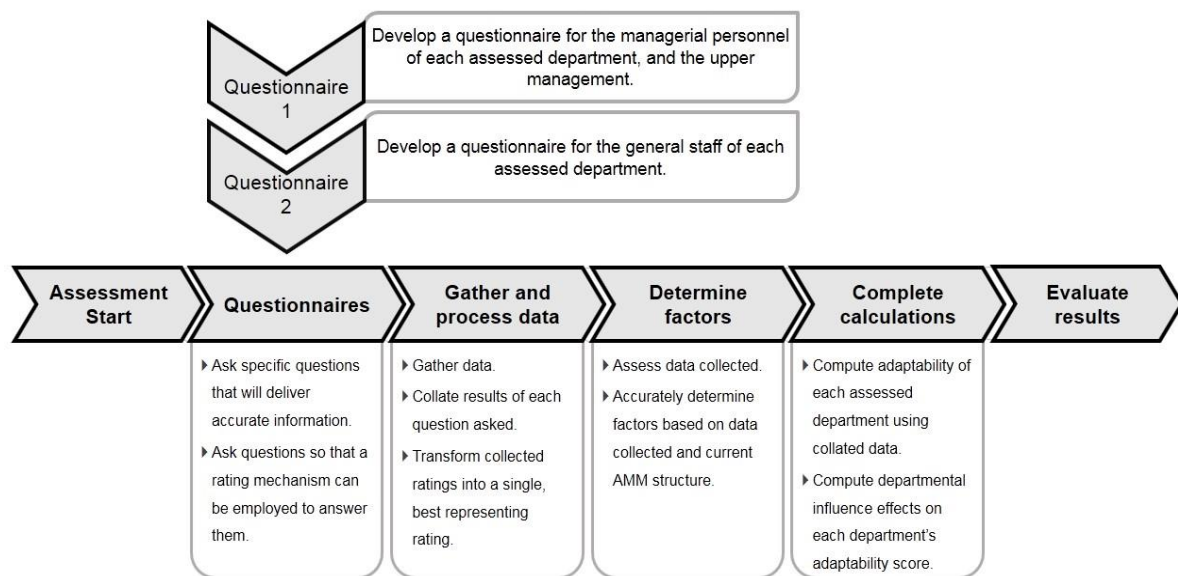 Questionnaire
1
Develop a questionnaire for the managerial personnel
of each assessed department, and the upper
management.
Questionnaire
2
Develop a questionnaire for the general staff of each
assessed department.
Assessment
Start
Questionnaires
Gather and
process data
Determine
factors
Complete
calculations
Evaluate
results
Ask specific questions
that will deliver
accurate information.
Ask questions so that a
rating mechanism can
be employed to answer
them.
Gather data.
Collate results of each
question asked.
Transform collected
ratings into a single,
best representing
rating.
Assess data collected.
Accurately determine
factors based on data
collected and current
AMM structure.
Compute adaptability of
each assessed
department using
collated data.
Compute departmental
influence effects on
each department's
adaptability score.